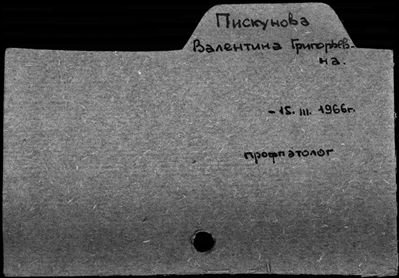 Пискунова
Валентина Григорьев-
на.
- 15. III. 1966г.
профпатолог